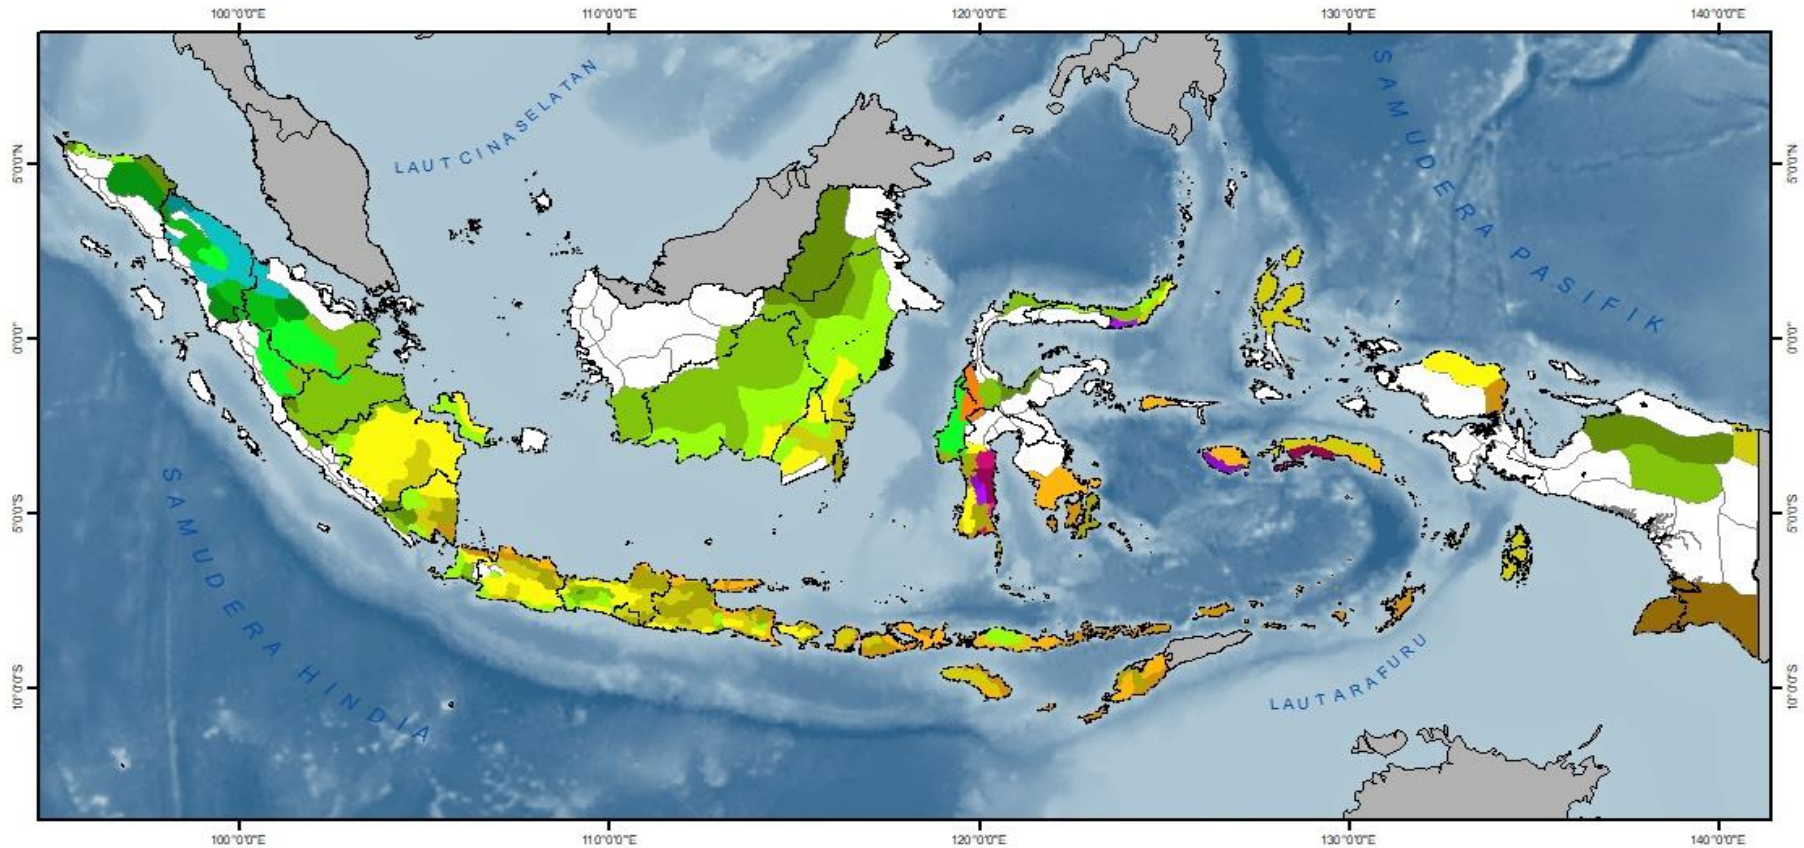 100°0'0"E 110°0'0"E 120°0'0"E 130°0'0"E 140°0'0"E
LAUT CINA SELATAN
SAMUDERA PASIFIK
5°0'0"N 5°0'0"N
0°0'0" 0°0'0"
5°0'0"S 5°0'0"S
SAMUDERA HINDIA
10°0'0"S 10°0'0"S
LAUT ARAFURU
100°0'0"E 110°0'0"E 120°0'0"E 130°0'0"E 140°0'0"E